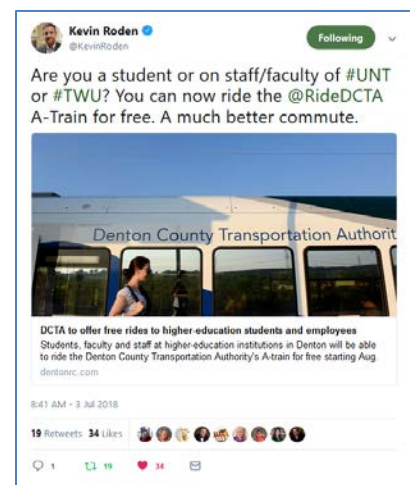 Kevin Roden
@KevinRoden
Following
Are you a student or on staff/faculty of #UNT
or #TWU? You can now ride the @RideDCTA
A-Train for free. A much better commute.
Denton County Transportation Authorit
DCTA to offer free rides to higher-education students and employees
Students, faculty and staff at higher-education institutions in Denton will be able
to ride the Denton County Transportation Authority's A-train for free starting Aug.
dentonrc.com
8:41 AM - 3 Jul 2018
19 Retweets 34 Likes
1 19 34